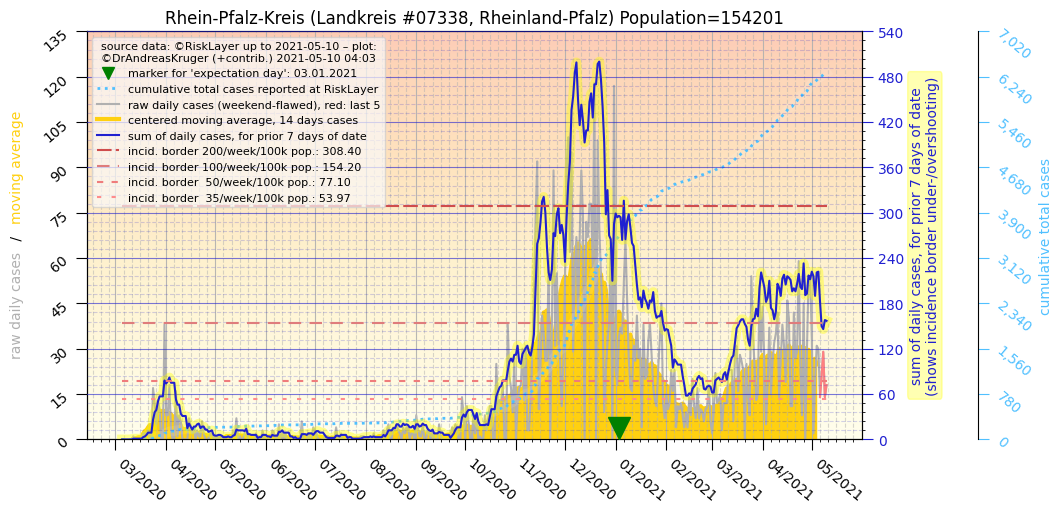 Rhein-Pfalz-Kreis (Landkreis #07338, Rheinland-Pfalz) Population=154201
source data: ©RiskLayer up to 2021-05-10 – plot:
©DrAndreasKruger (+contrib.) 2021-05-10 04:03
marker for 'expectation day': 03.01.2021
cumulative total cases reported at RiskLayer
raw daily cases (weekend-flawed), red: last 5
centered moving average, 14 days cases
sum of daily cases, for prior 7 days of date
incid. border 200/week/100k pop.: 308.40
incid. border 100/week/100k pop.: 154.20
incid. border 50/week/100k pop.: 77.10
incid. border 35/week/100k pop.: 53.97
raw daily cases / moving average
135
120
105
90
75
60
45
30
15
0
03/2020
04/2020
05/2020
06/2020
07/2020
08/2020
09/2020
10/2020
11/2020
12/2020
01/2021
02/2021
03/2021
04/2021
05/2021
540
480
420
360
300
240
180
120
60
0
sum of daily cases, for prior 7 days of date
(shows incidence border under-/overshooting)
7,020
6,240
5,460
4,680
3,900
3,120
2,340
1,560
780
0
cumulative total cases